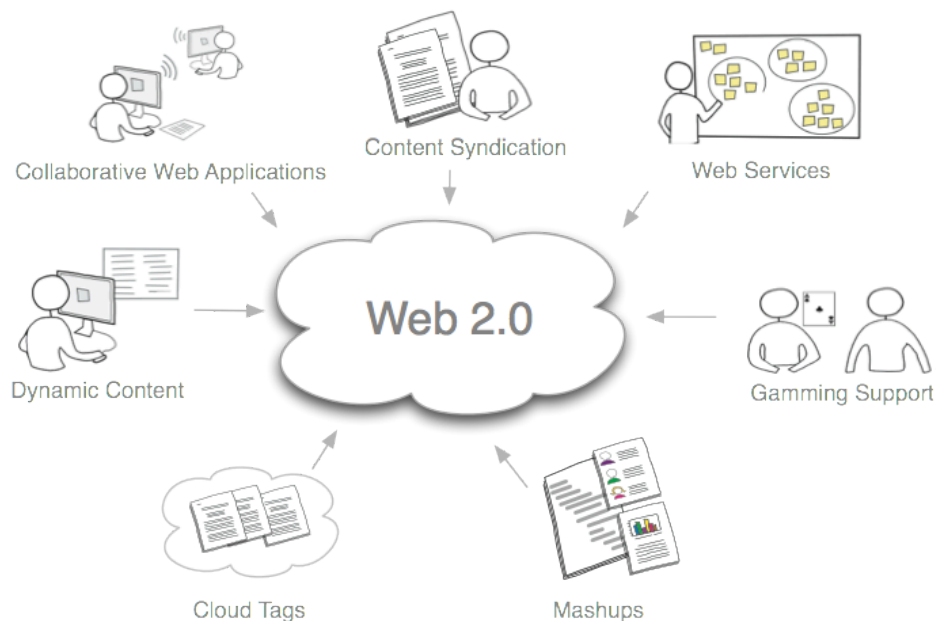 Content Syndication
Collaborative Web Applications
Web Services
Web 2.0
Dynamic Content
Gamming Support
Cloud Tags
Mashups